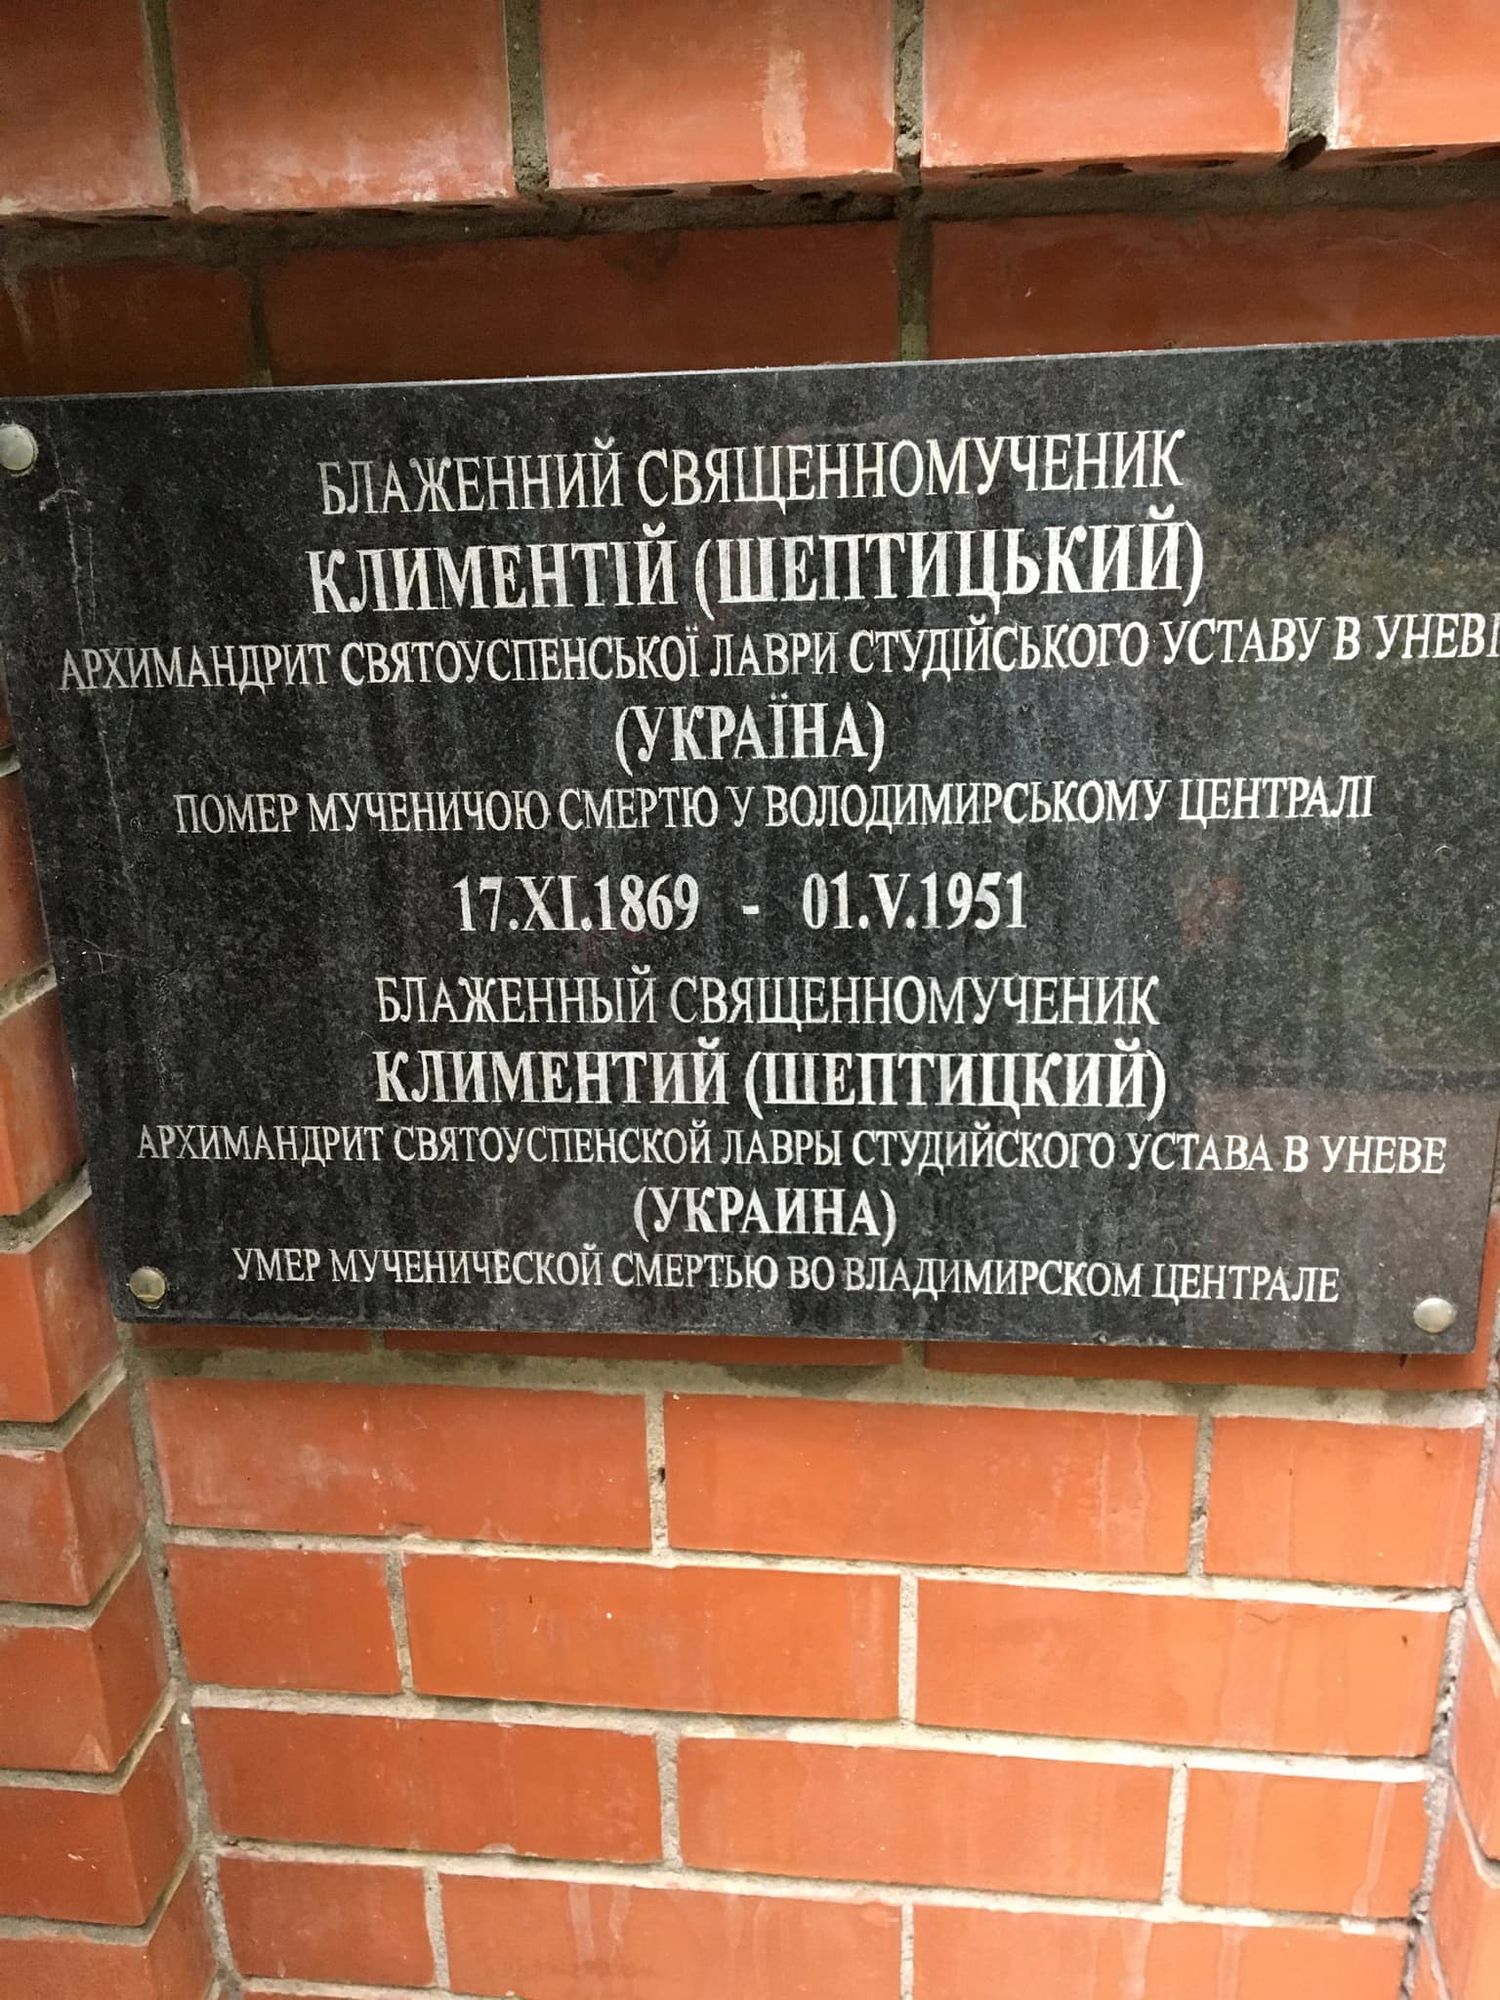 БЛАЖЕННИЙ СВЯЩЕННОМУЧЕНИК
КЛИМЕНТІЙ (ШЕПТИЦЬКИЙ)
АРХИМАНДРИТ СВЯТОУСПЕНСЬКОЇ ЛАВРИ СТУДІЙСЬКОГО УСТАВУ В УНЕВІ
(УКРАЇНА)
ПОМЕР МУЧЕНИЧОЮ СМЕРТЮ У ВОЛОДИМИРСЬКОМУ ЦЕНТРАЛІ
17.XI.1869 - 01.V.1951
БЛАЖЕННЫЙ СВЯЩЕННОМУЧЕНИК
КЛИМЕНТИЙ (ШЕПТИЦКИЙ)
АРХИМАНДРИТ СВЯТОУСПЕНСКОЙ ЛАВРЫ СТУДИЙСКОГО УСТАВА В УНЕВЕ
(УКРАИНА)
УМЕР МУЧЕНИЧЕСКОЙ СМЕРТЬЮ ВО ВЛАДИМИРСКОМ ЦЕНТРАЛЕ